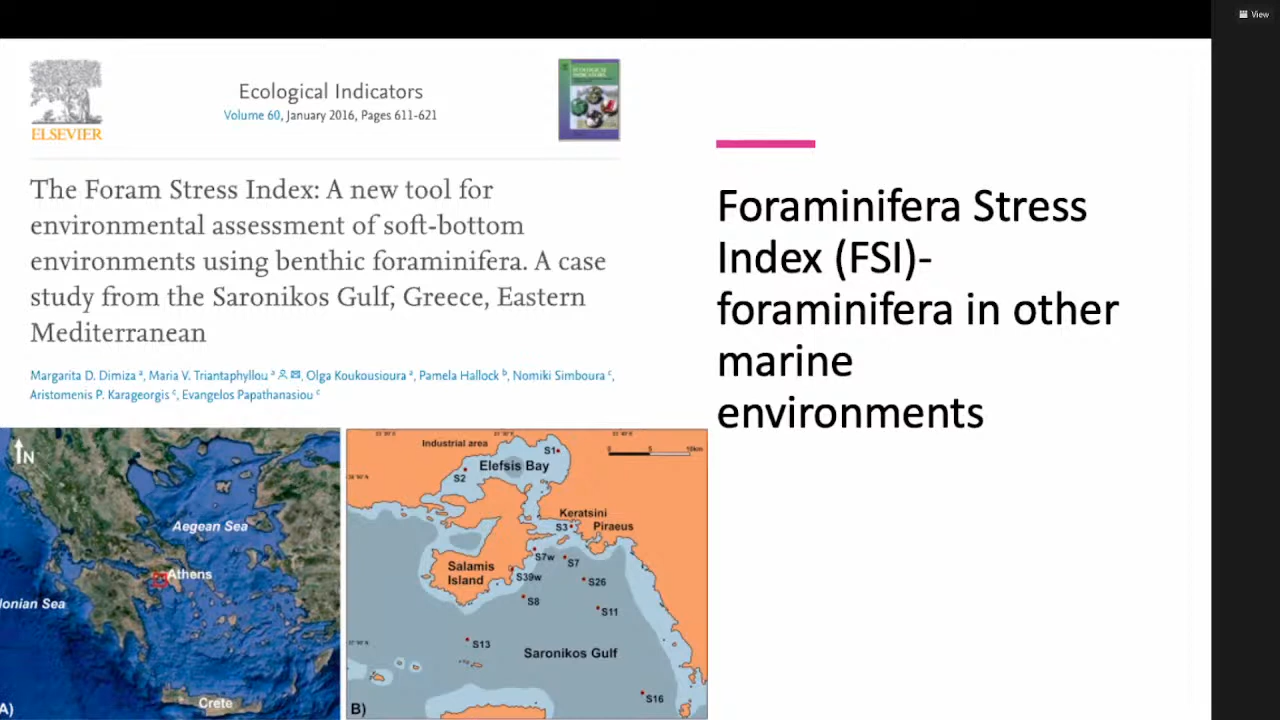 View
ELSEVIER
Ecological Indicators
Volume 60, January 2016, Pages 611-621
The Foram Stress Index: A new tool for
environmental assessment of soft-bottom
environments using benthic foraminifera. A case
study from the Saronikos Gulf, Greece, Eastern
Mediterranean
Margarita D. Dimiza a, Maria V. Triantaphyllou a, Olga Koukousioura a, Pamela Hallock b, Nomiki Simboura c,
Aristomenis P. Karageorgis c, Evangelos Papathanasiou c
Foraminifera Stress
Index (FSI)-
foraminifera in other
marine
environments
N
Aegean Sea
Athens
Ionian Sea
Crete
A)
Industrial area
S1
Elefsis Bay
S2
10km
Keratsini
S3
Piraeus
S7w
S7
Salamis
Island
S39w
S26
S8
S11
S13
Saronikos Gulf
S16
B)